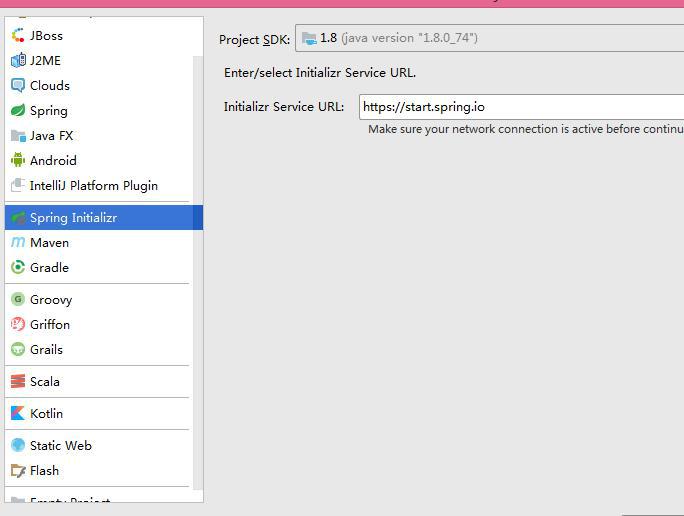 JBoss
J2ME
Clouds
Spring
Java FX
Android
IntelliJ Platform Plugin
Spring Initializr
Maven
Gradle
Groovy
Griffon
Grails
Scala
Kotlin
Static Web
Flash
Empty Project
Project SDK: 1.8 (java version "1.8.0_74")
Enter/select Initializr Service URL.
Initializr Service URL: https://start.spring.io
Make sure your network connection is active before continu